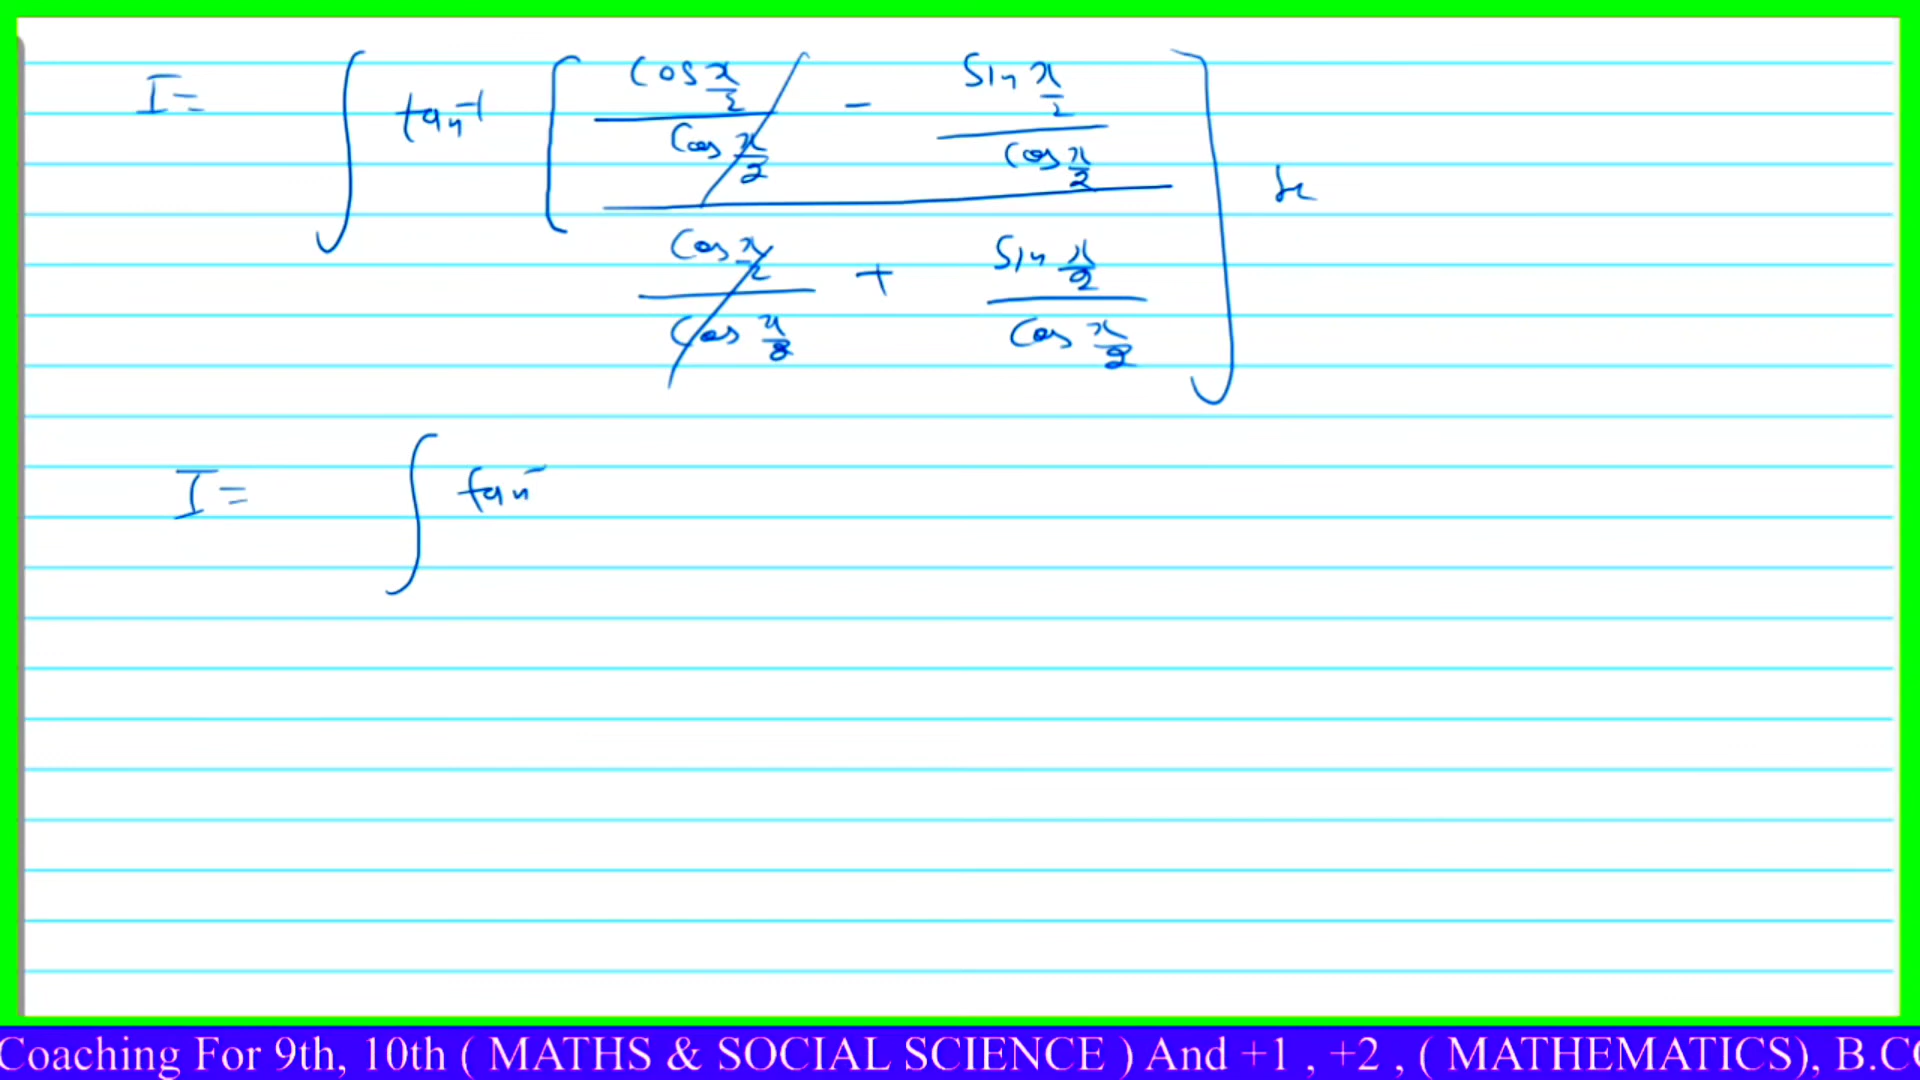 I = ∫ tan⁻¹ [ (cos x/2 / cos x/2 − sin x/2 / cos x/2) / (cos x/2 / cos x/2 + sin x/2 / cos x/2) ]
I = ∫ tan⁻
Coaching For 9th, 10th ( MATHS & SOCIAL SCIENCE ) And +1 , +2 , ( MATHEMATICS), B.CO